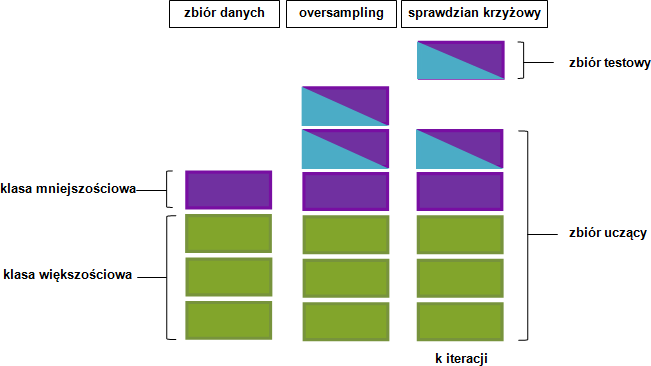 zbiór danych
oversampling
sprawdzian krzyżowy
zbiór testowy
klasa mniejszościowa
zbiór uczący
klasa większościowa
k iteracji